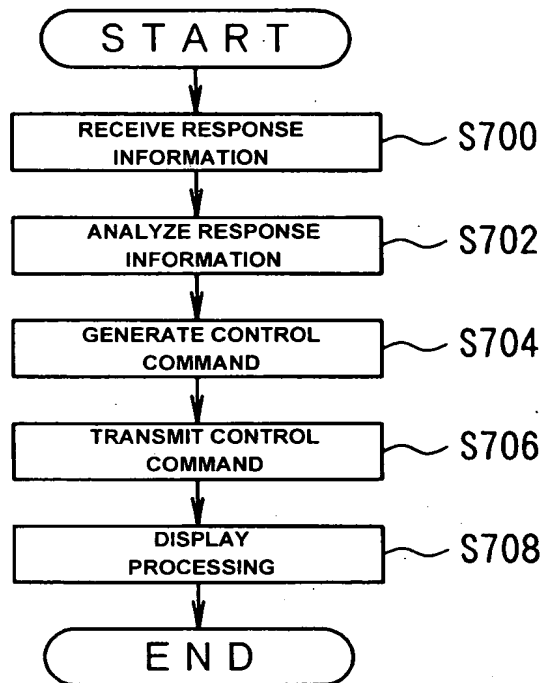 START
RECEIVE RESPONSE
INFORMATION
S700
ANALYZE RESPONSE
INFORMATION
S702
GENERATE CONTROL
COMMAND
S704
TRANSMIT CONTROL
COMMAND
S706
DISPLAY
PROCESSING
S708
END